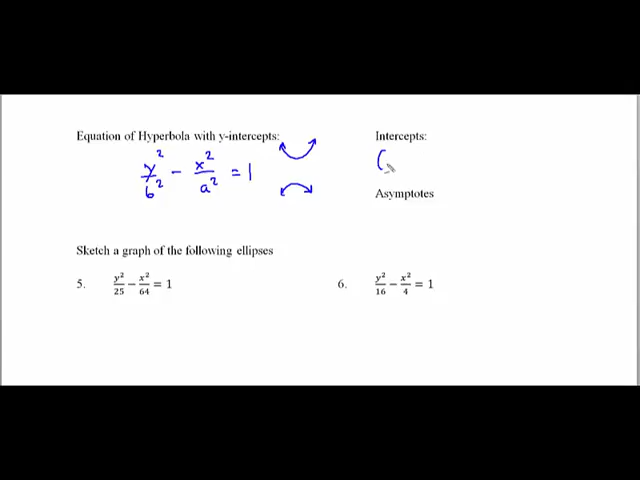 Equation of Hyperbola with y-intercepts: Intercepts:
y²/b² - x²/a² = 1 (
Asymptotes
Sketch a graph of the following ellipses
5. y²/25 − x²/64 = 1 6. y²/16 − x²/4 = 1